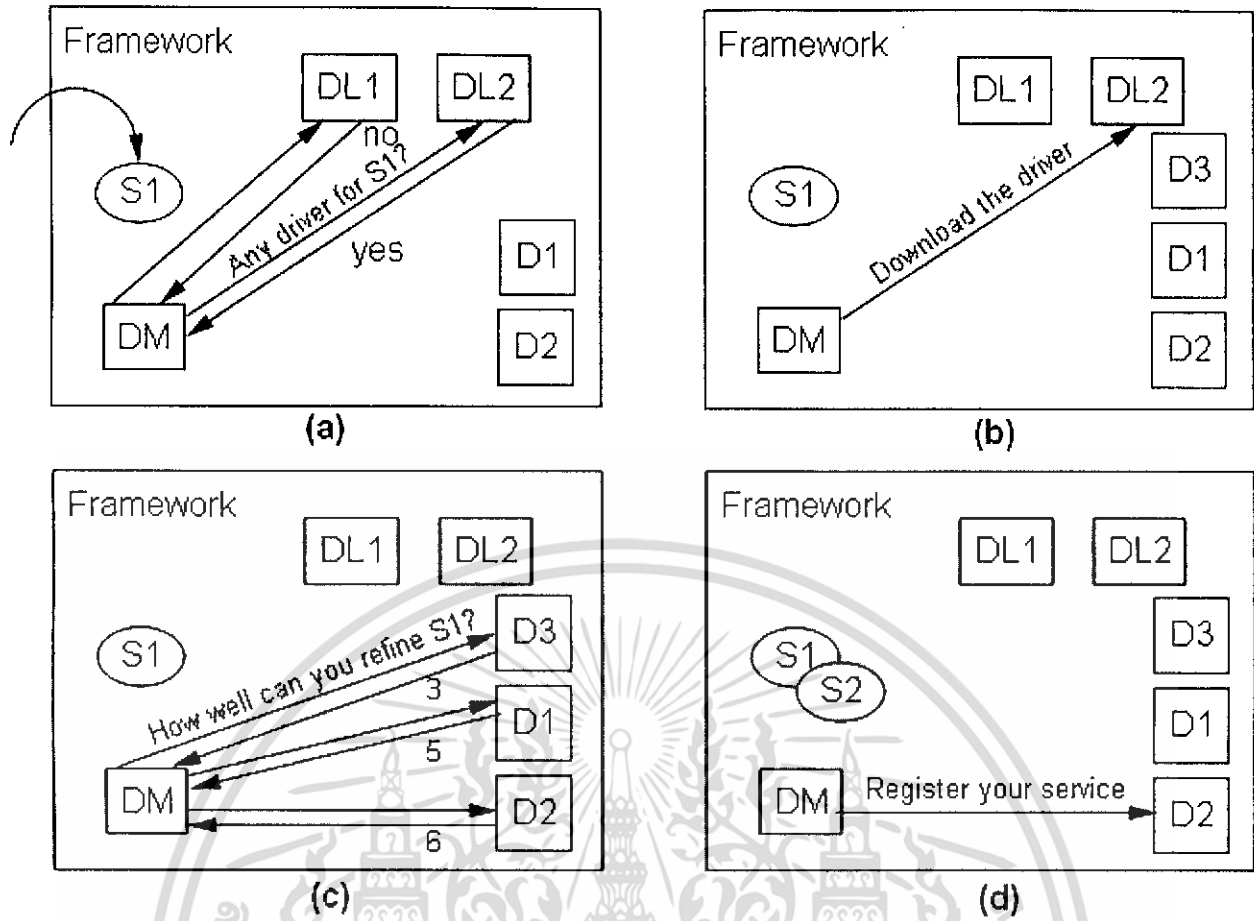 Framework
DL1
DL2
no
S1
Any driver for S1?
yes
D1
DM
D2
(a)
Framework
DL1
DL2
D3
S1
Download the driver
D1
DM
D2
(b)
Framework
DL1
DL2
D3
S1
How well can you refine S1?
3
D1
5
DM
D2
6
(c)
Framework
DL1
DL2
D3
S1
S2
D1
DM
Register your service
D2
(d)